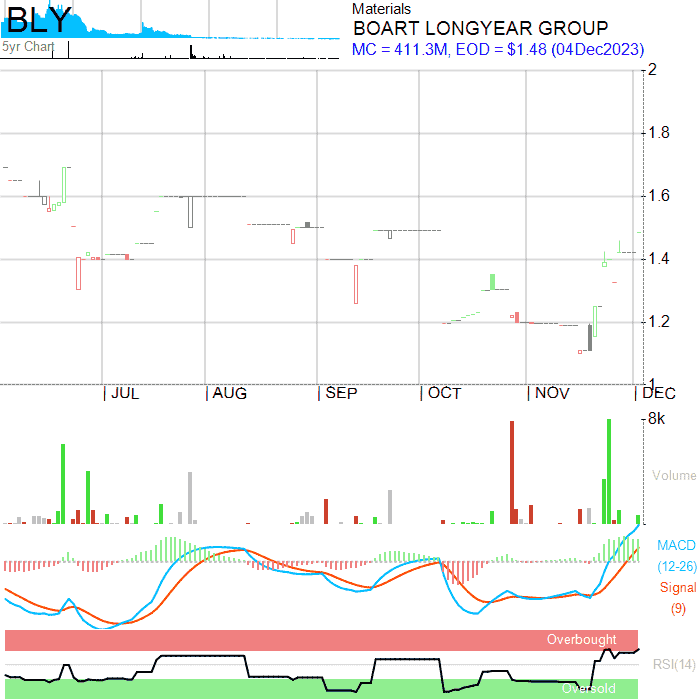 BLY
5yr Chart
Materials
BOART LONGYEAR GROUP
MC = 411.3M, EOD = $1.48 (04Dec2023)
2
1.8
1.6
1.4
1.2
1
JUL AUG SEP OCT NOV DEC
8k
Volume
MACD
(12-26)
Signal
(9)
Overbought
RSI(14)
Oversold